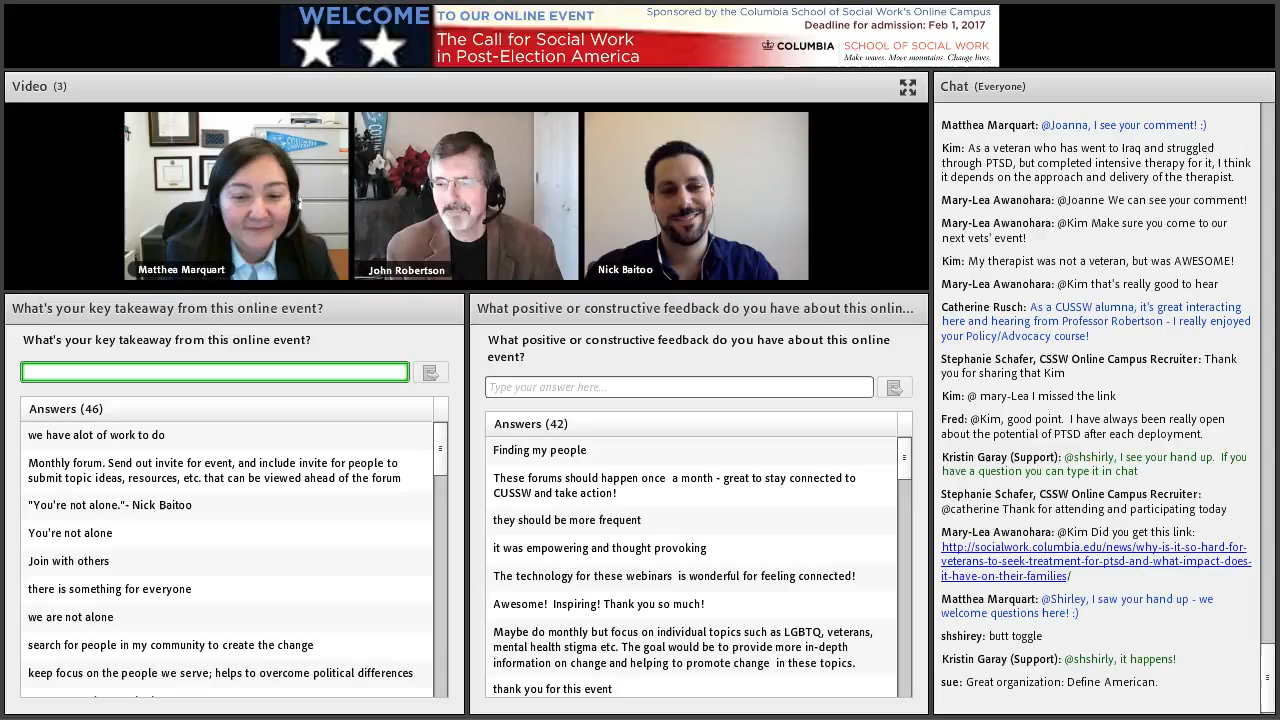 WELCOME TO OUR ONLINE EVENT
The Call for Social Work
in Post-Election America
Sponsored by the Columbia School of Social Work's Online Campus
Deadline for admission: Feb 1, 2017
COLUMBIA SCHOOL OF SOCIAL WORK
Make waves. Move mountains. Change lives.
Video (3)
COLUMBIA
Matthea Marquart
John Robertson
Nick Baitoo
What's your key takeaway from this online event?
What's your key takeaway from this online event?
Answers (46)
we have alot of work to do
Monthly forum. Send out invite for event, and include invite for people to
submit topic ideas, resources, etc. that can be viewed ahead of the forum
"You're not alone."- Nick Baitoo
You're not alone
Join with others
there is something for everyone
we are not alone
search for people in my community to create the change
keep focus on the people we serve; helps to overcome political differences
What positive or constructive feedback do you have about this onlin...
What positive or constructive feedback do you have about this online
event?
Type your answer here...
Answers (42)
Finding my people
These forums should happen once  a month - great to stay connected to
CUSSW and take action!
they should be more frequent
it was empowering and thought provoking
The technology for these webinars  is wonderful for feeling connected!
Awesome!  Inspiring! Thank you so much!
Maybe do monthly but focus on individual topics such as LGBTQ, veterans,
mental health stigma etc. The goal would be to provide more in-depth
information on change and helping to promote change  in these topics.
thank you for this event
Chat (Everyone)
Matthea Marquart: @Joanna, I see your comment! :)
Kim: As a veteran who has went to Iraq and struggled
through PTSD, but completed intensive therapy for it, I think
it depends on the approach and delivery of the therapist.
Mary-Lea Awanohara: @Joanne We can see your comment!
Mary-Lea Awanohara: @Kim Make sure you come to our
next vets' event!
Kim: My therapist was not a veteran, but was AWESOME!
Mary-Lea Awanohara: @Kim that's really good to hear
Catherine Rusch: As a CUSSW alumna, it's great interacting
here and hearing from Professor Robertson - I really enjoyed
your Policy/Advocacy course!
Stephanie Schafer, CSSW Online Campus Recruiter: Thank
you for sharing that Kim
Kim: @ mary-Lea I missed the link
Fred: @Kim, good point.  I have always been really open
about the potential of PTSD after each deployment.
Kristin Garay (Support): @shshirly, I see your hand up.  If you
have a question you can type it in chat
Stephanie Schafer, CSSW Online Campus Recruiter:
@catherine Thank for attending and participating today
Mary-Lea Awanohara: @Kim Did you get this link:
http://socialwork.columbia.edu/news/why-is-it-so-hard-for-
veterans-to-seek-treatment-for-ptsd-and-what-impact-does-
it-have-on-their-families/
Matthea Marquart: @Shirley, I saw your hand up - we
welcome questions here! :)
shshirey: butt toggle
Kristin Garay (Support): @shshirly, it happens!
sue: Great organization: Define American.